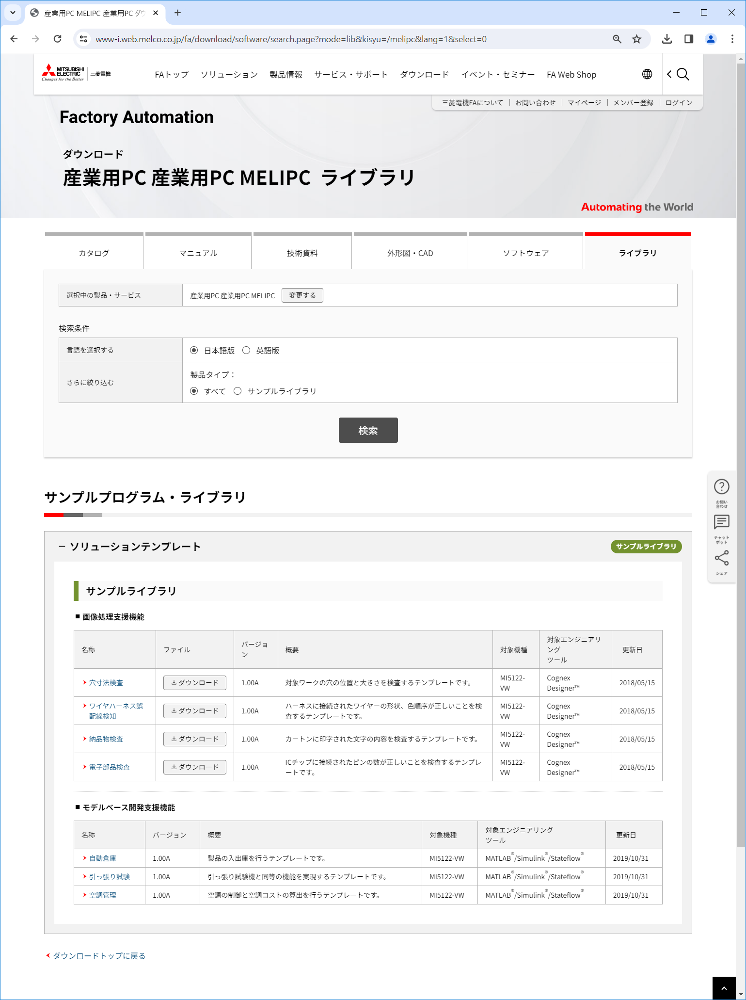 産業用PC MELIPC 産業用PC ダウ
www-i.web.melco.co.jp/fa/download/software/search.page?mode=lib&kisyu=/melipc&lang=1&select=0
MITSUBISHI ELECTRIC
Changes for the Better
三菱電機
FAトップ ソリューション 製品情報 サービス・サポート ダウンロード イベント・セミナー FA Web Shop
三菱電機FAについて お問い合わせ マイページ メンバー登録 ログイン
Factory Automation
ダウンロード
産業用PC 産業用PC MELIPC ライブラリ
Automating the World
カタログ マニュアル 技術資料 外形図・CAD ソフトウェア ライブラリ
選択中の製品・サービス 産業用PC 産業用PC MELIPC 変更する
検索条件
言語を選択する 日本語版 英語版
さらに絞り込む 製品タイプ：
すべて サンプルライブラリ
検索
お問い
合わせ
チャット
ボット
シェア
サンプルプログラム・ライブラリ
ソリューションテンプレート サンプルライブラリ
サンプルライブラリ
■ 画像処理支援機能
名称 ファイル バージョン 概要 対象機種 対象エンジニアリング ツール 更新日
穴寸法検査 ダウンロード 1.00A 対象ワークの穴の位置と大きさを検査するテンプレートです。 MI5122-VW Cognex Designer™ 2018/05/15
ワイヤハーネス誤配線検知 ダウンロード 1.00A ハーネスに接続されたワイヤーの形状、色順序が正しいことを検査するテンプレートです。 MI5122-VW Cognex Designer™ 2018/05/15
納品物検査 ダウンロード 1.00A カートンに印字された文字の内容を検査するテンプレートです。 MI5122-VW Cognex Designer™ 2018/05/15
電子部品検査 ダウンロード 1.00A ICチップに接続されたピンの数が正しいことを検査するテンプレートです。 MI5122-VW Cognex Designer™ 2018/05/15
■ モデルベース開発支援機能
名称 バージョン 概要 対象機種 対象エンジニアリング ツール 更新日
自動倉庫 1.00A 製品の入出庫を行うテンプレートです。 MI5122-VW MATLAB®/Simulink®/Stateflow® 2019/10/31
引っ張り試験 1.00A 引っ張り試験機と同等の機能を実現するテンプレートです。 MI5122-VW MATLAB®/Simulink®/Stateflow® 2019/10/31
空調管理 1.00A 空調の制御と空調コストの算出を行うテンプレートです。 MI5122-VW MATLAB®/Simulink®/Stateflow® 2019/10/31
ダウンロードトップに戻る